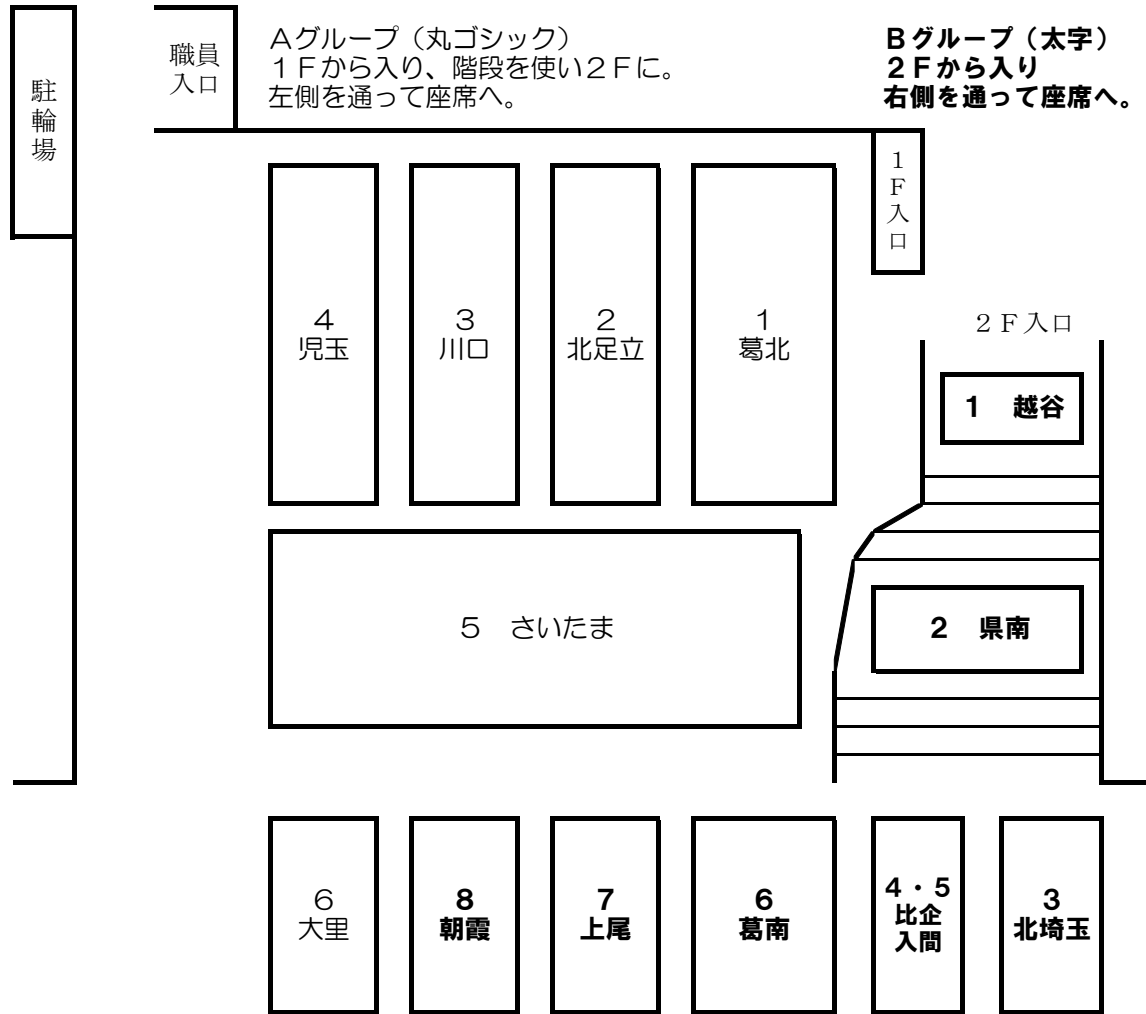 駐輪場
職員
入口
Aグループ（丸ゴシック）
１Fから入り、階段を使い２Fに。
左側を通って座席へ。
Bグループ（太字）
２Fから入り
右側を通って座席へ。
１F入口
４
児玉
３
川口
２
北足立
１
葛北
２F入口
１　越谷
５　さいたま
２　県南
６
大里
８
朝霞
７
上尾
６
葛南
４・５
比企
入間
３
北埼玉